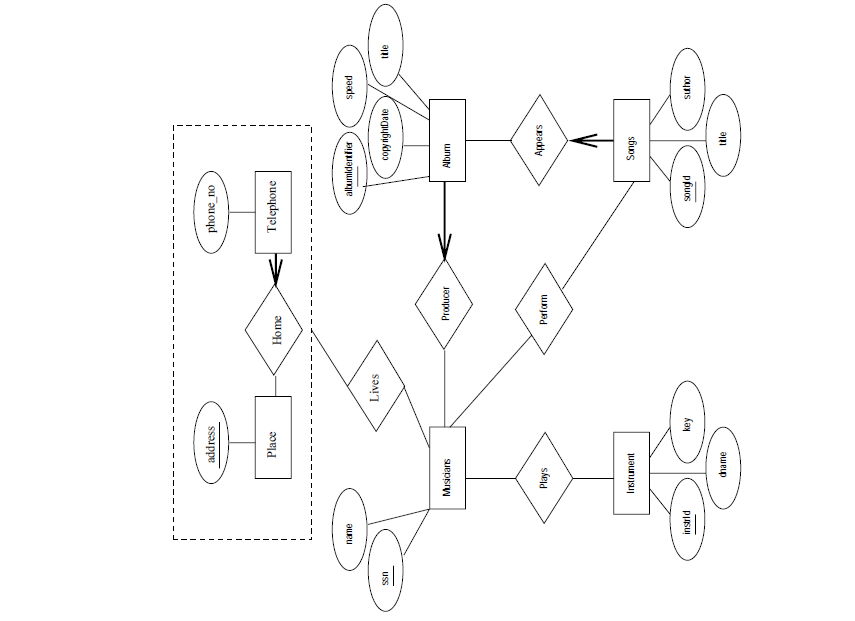 address
phone_no
Place
Home
Telephone
name
albumIdentifier
speed
ssn
Lives
copyrightDate
title
Musicians
Producer
Album
Plays
Perform
Appears
Instrument
Songs
instrId
key
songId
author
dname
title